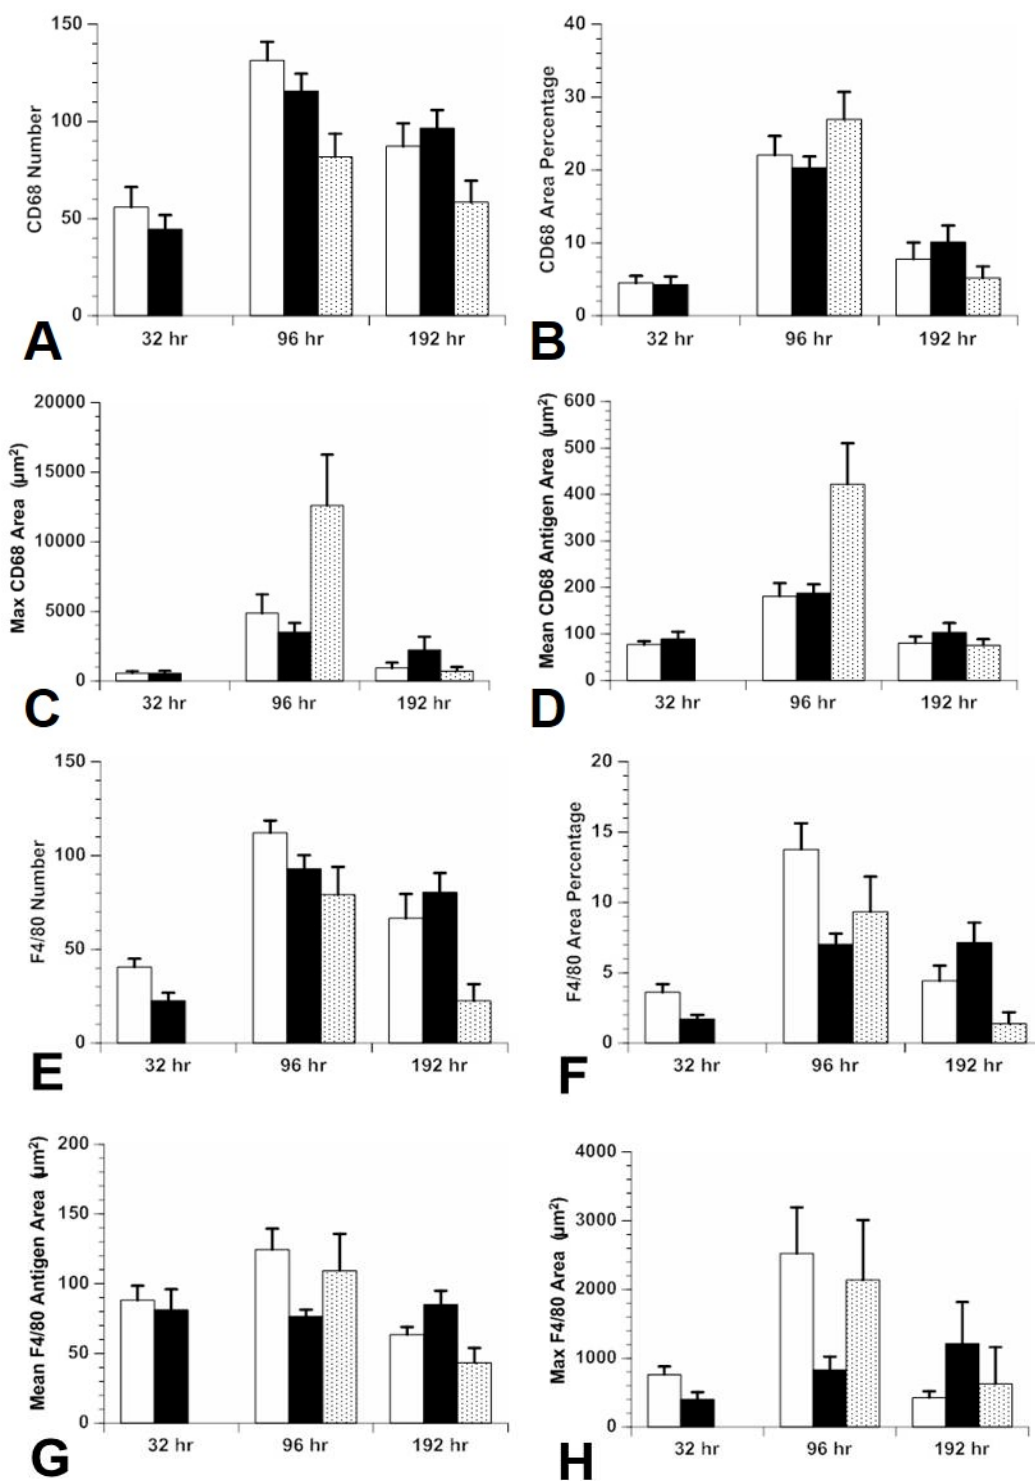 150
100
50
0
CD68 Number
32 hr 96 hr 192 hr
A
40
30
20
10
0
CD68 Area Percentage
32 hr 96 hr 192 hr
B
20000
15000
10000
5000
0
Max CD68 Area (µm²)
32 hr 96 hr 192 hr
C
600
500
400
300
200
100
0
Mean CD68 Antigen Area (µm²)
32 hr 96 hr 192 hr
D
150
100
50
0
F4/80 Number
32 hr 96 hr 192 hr
E
20
15
10
5
0
F4/80 Area Percentage
32 hr 96 hr 192 hr
F
200
150
100
50
0
Mean F4/80 Antigen Area (µm²)
32 hr 96 hr 192 hr
G
4000
3000
2000
1000
0
Max F4/80 Area (µm²)
32 hr 96 hr 192 hr
H